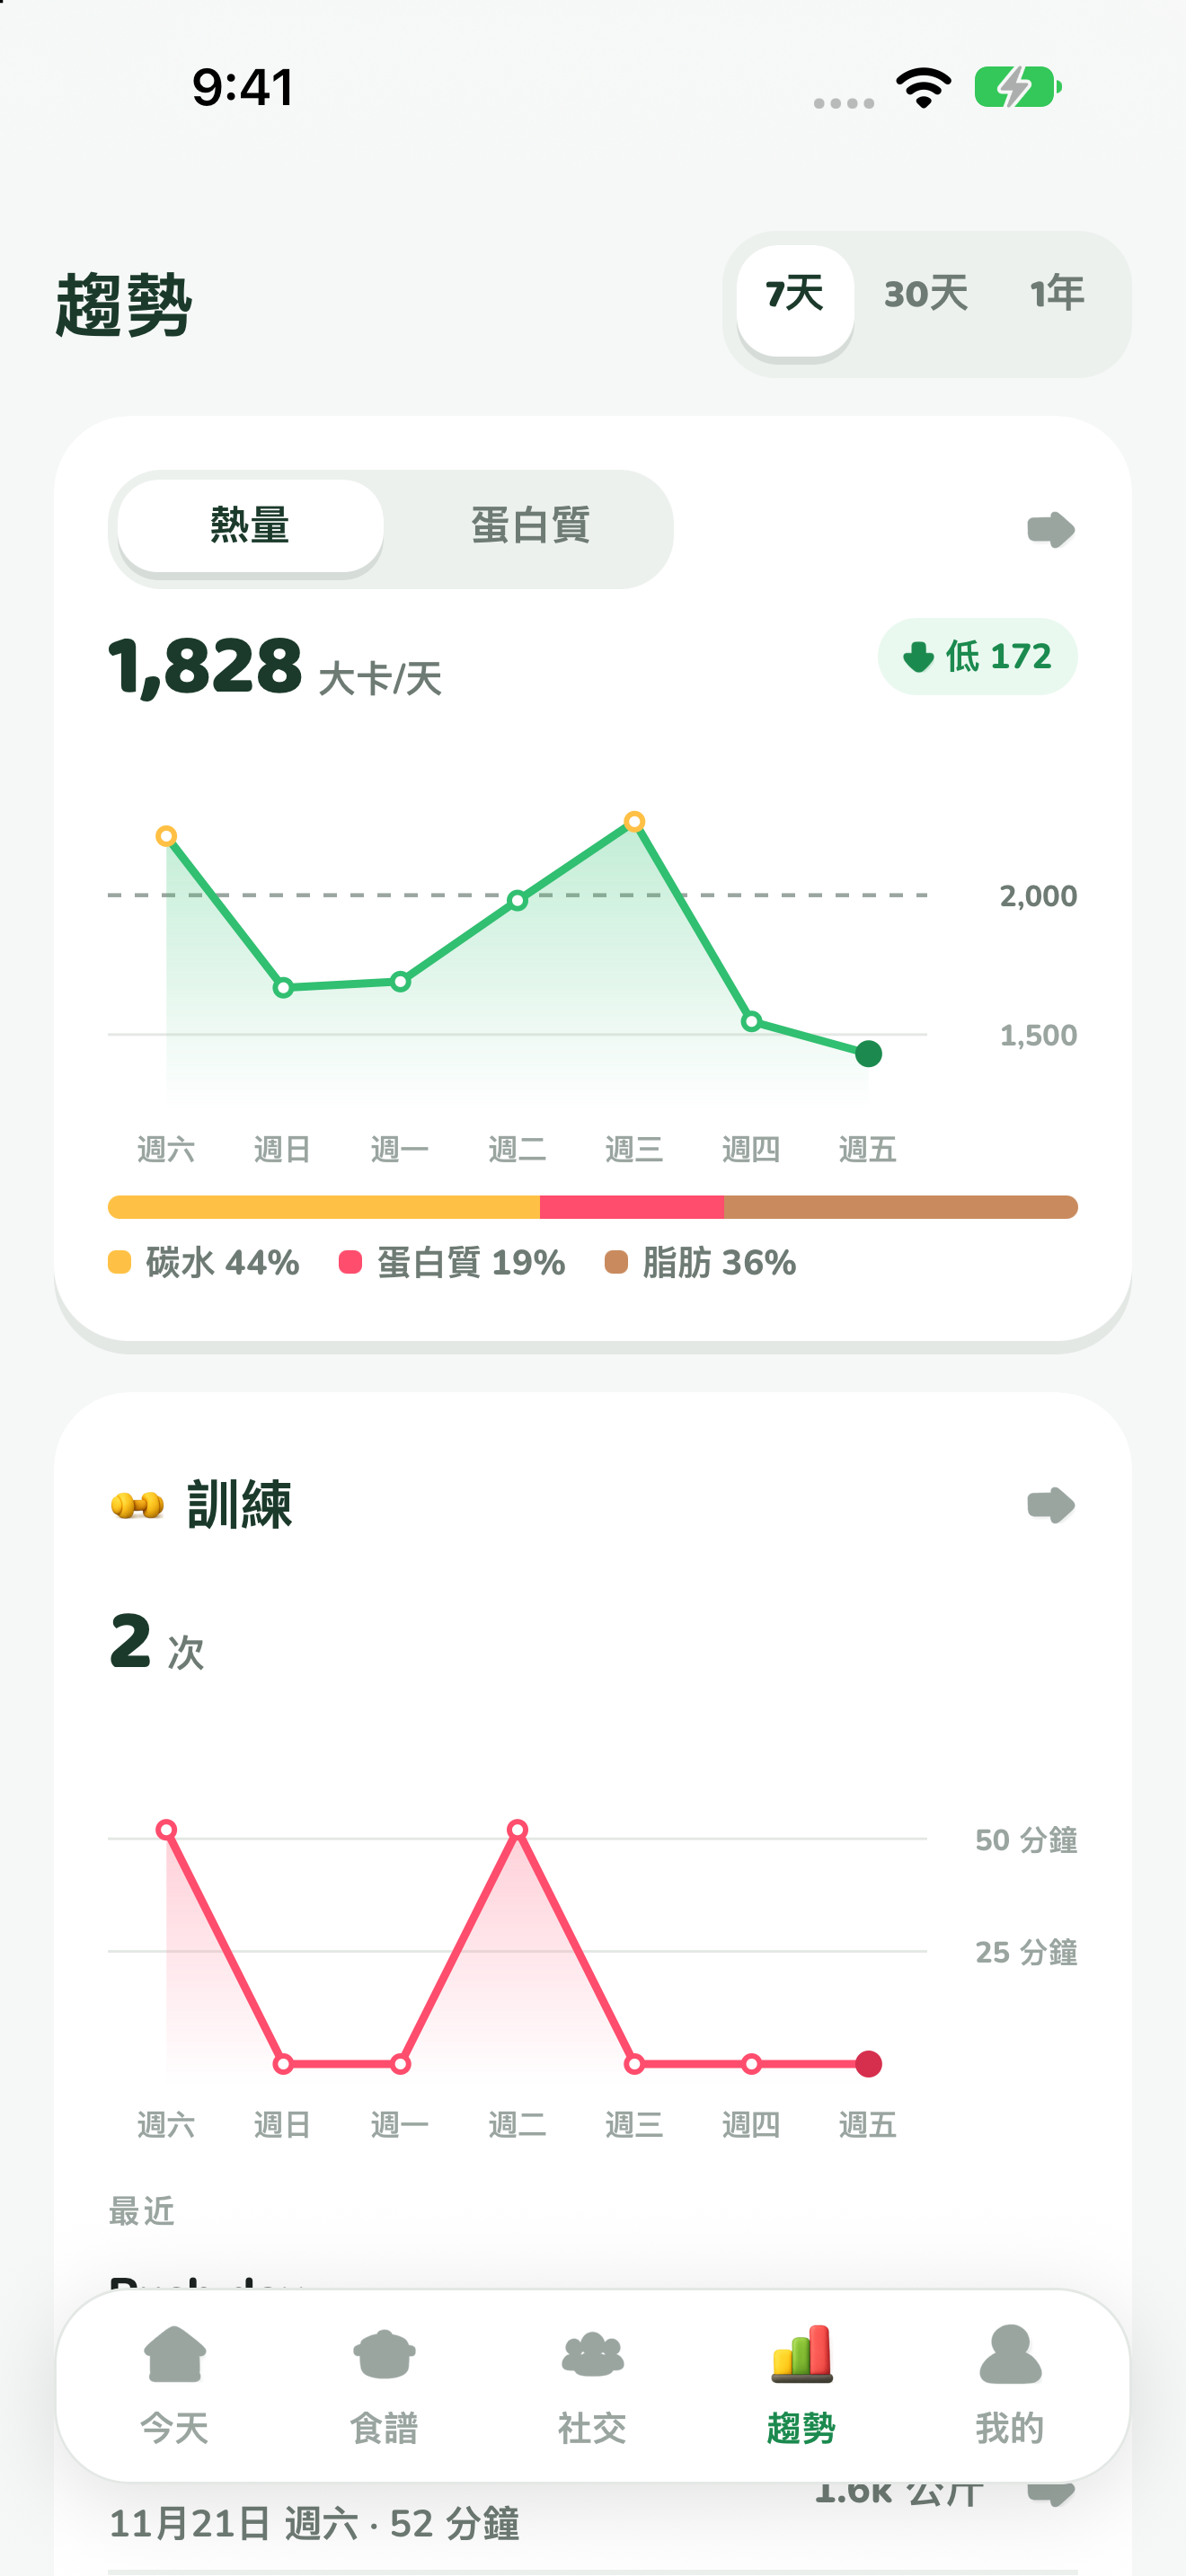 9:41
趨勢
7天 30天 1年
熱量 蛋白質
1,828 大卡/天
低 172
2,000
1,500
週六 週日 週一 週二 週三 週四 週五
碳水 44% 蛋白質 19% 脂肪 36%
訓練
2 次
50 分鐘
25 分鐘
週六 週日 週一 週二 週三 週四 週五
最近
今天 食譜 社交 趨勢 我的
1.6k 公斤
11月21日 週六 · 52 分鐘